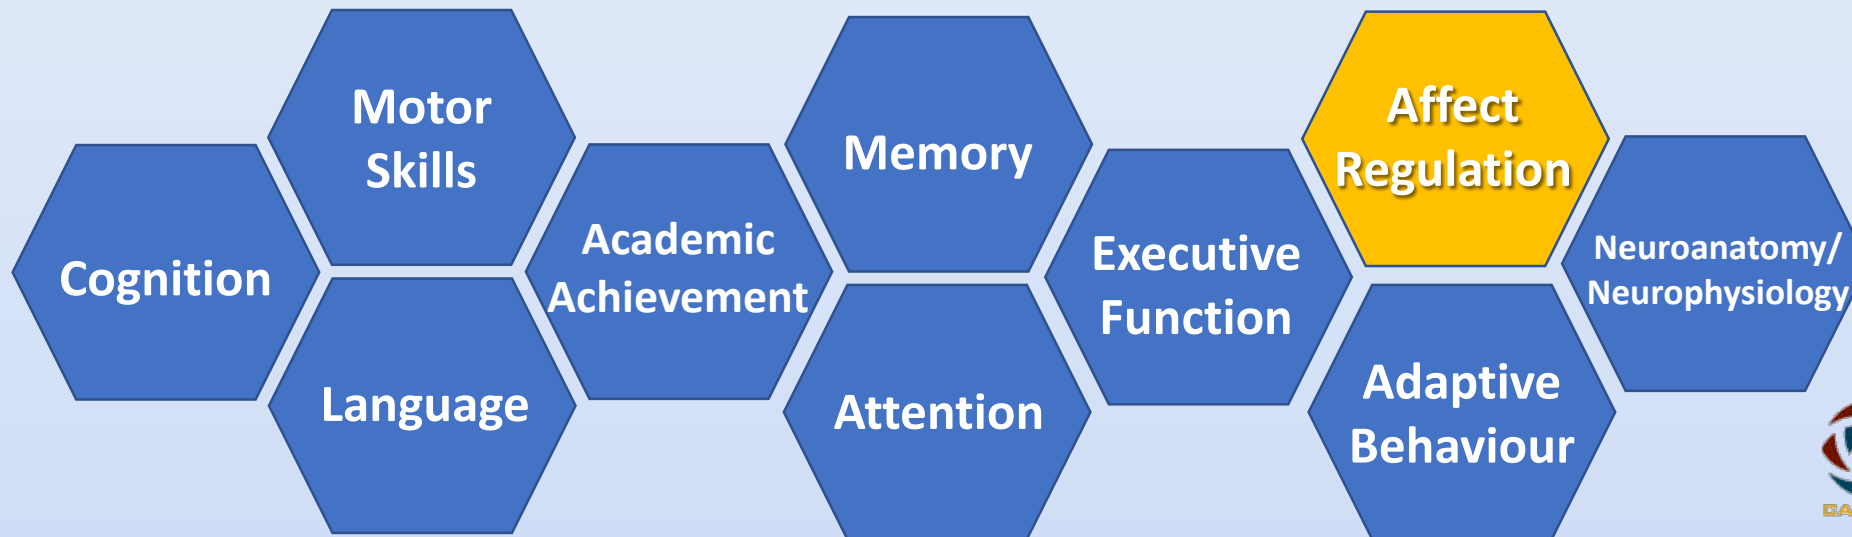 Motor
Skills
Memory
Affect
Regulation
Cognition
Academic
Achievement
Executive
Function
Neuroanatomy/
Neurophysiology
Language
Attention
Adaptive
Behaviour